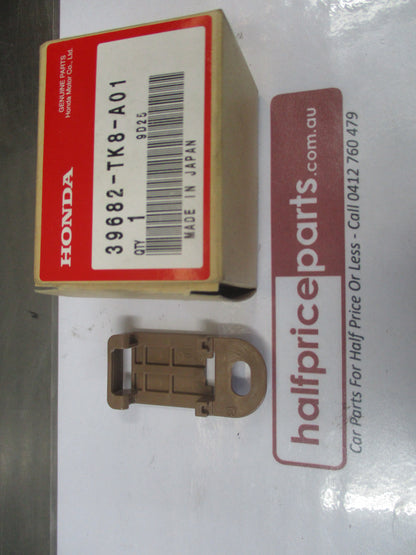 GENUINE PARTS
Honda Motor Co., Ltd.
HONDA
39682-TK8-A01
9D25
QTY 1
MADE IN JAPAN
halfpriceparts.com.au
Car Parts For Half Price Or Less - Call 0412 760 479